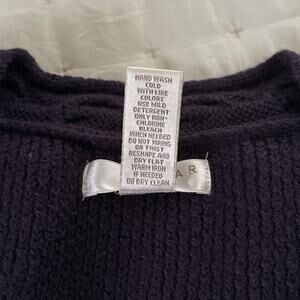 HAND WASH
COLD
WITH LIKE
COLORS
USE MILD
DETERGENT
ONLY NON-
CHLORINE
BLEACH
WHEN NEEDED
DO NOT WRING
OR TWIST
RESHAPE AND
DRY FLAT
WARM IRON
IF NEEDED
OR DRY CLEAN
A R